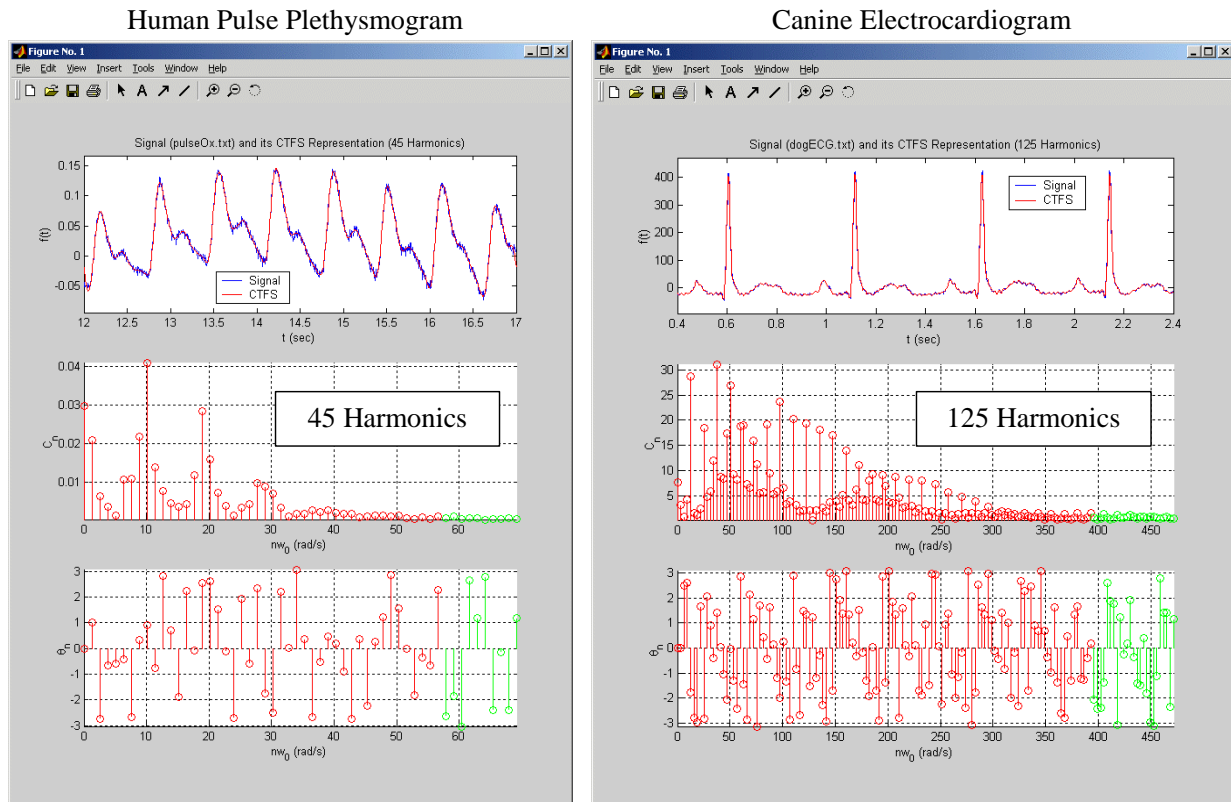 Human Pulse Plethysmogram
Figure No. 1
File Edit View Insert Tools Window Help
A
Signal (pulseOx.txt) and its CTFS Representation (45 Harmonics)
0.15
0.1
0.05
0
-0.05
f(t)
Signal
CTFS
12 12.5 13 13.5 14 14.5 15 15.5 16 16.5 17
t (sec)
0.04
0.03
0.02
0.01
C_n
45 Harmonics
0 10 20 30 40 50 60
nw_0 (rad/s)
3
2
1
0
-1
-2
-3
θ_n
0 10 20 30 40 50 60
nw_0 (rad/s)
Canine Electrocardiogram
Figure No. 1
File Edit View Insert Tools Window Help
A
Signal (dogECG.txt) and its CTFS Representation (125 Harmonics)
400
300
200
100
0
f(t)
Signal
CTFS
0.4 0.6 0.8 1 1.2 1.4 1.6 1.8 2 2.2 2.4
t (sec)
30
25
20
15
10
5
C_n
125 Harmonics
0 50 100 150 200 250 300 350 400 450
nw_0 (rad/s)
3
2
1
0
-1
-2
-3
θ_n
0 50 100 150 200 250 300 350 400 450
nw_0 (rad/s)